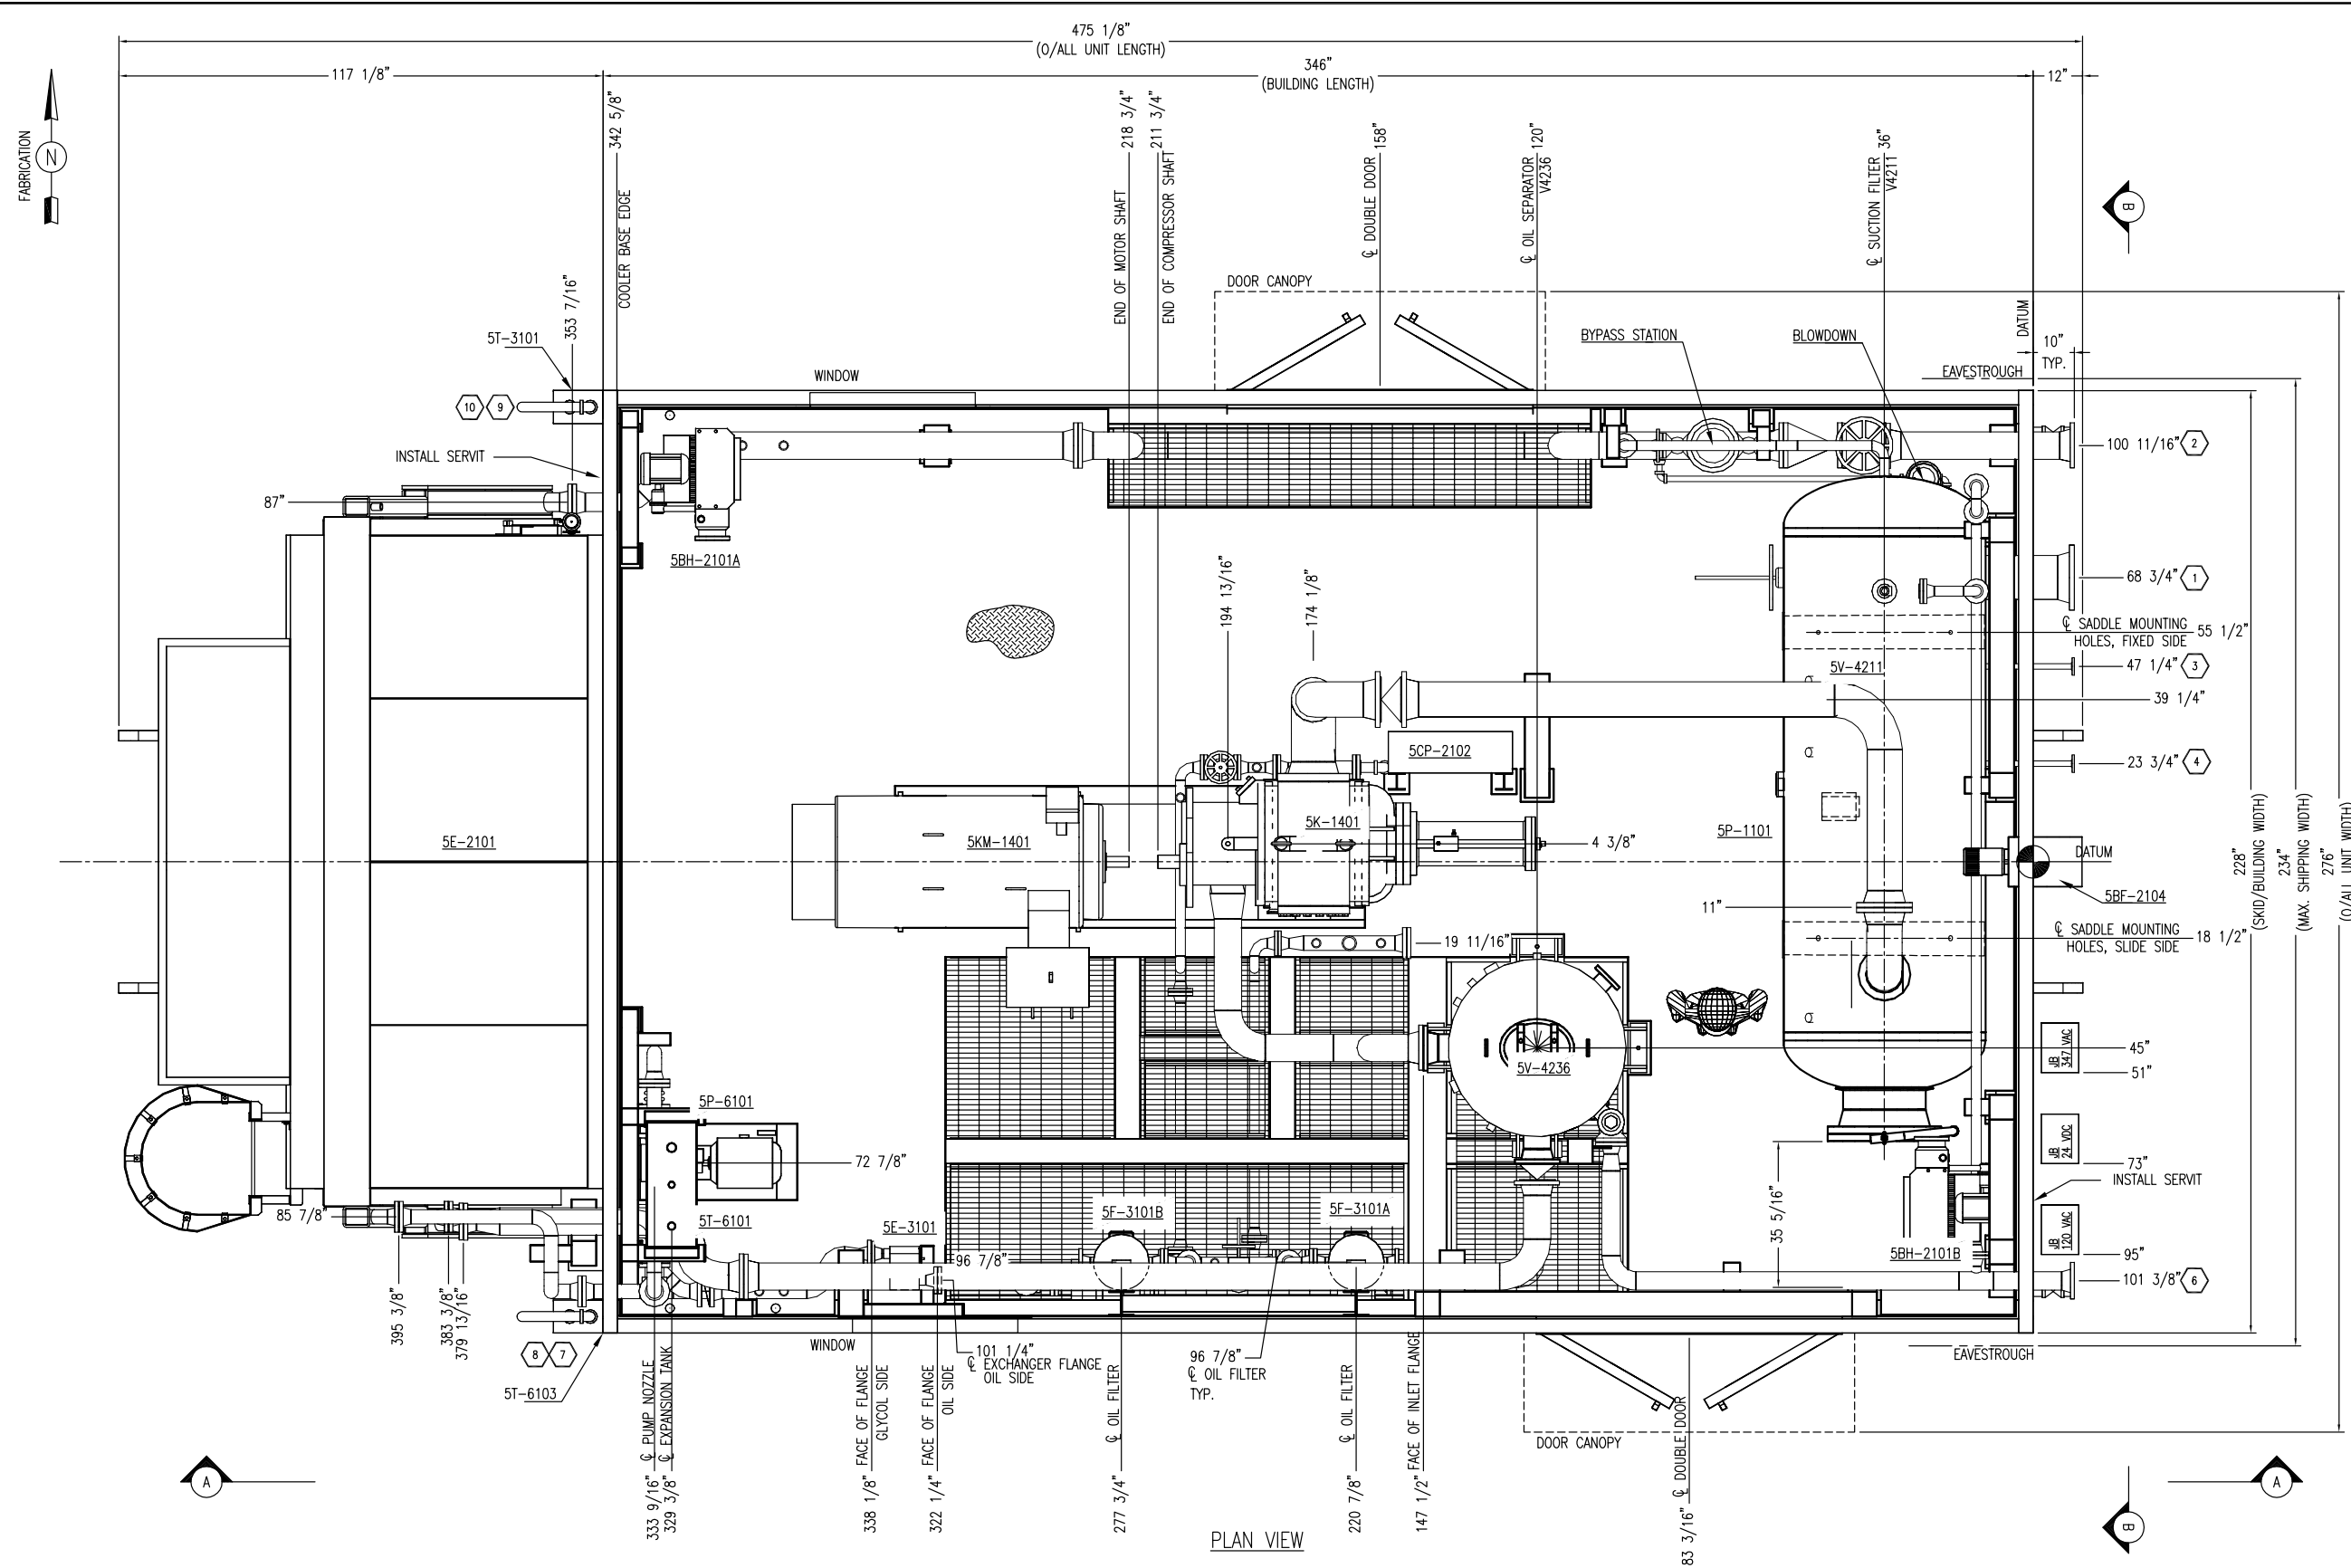 475 1/8"
(O/ALL UNIT LENGTH)
117 1/8"
346"
(BUILDING LENGTH)
12"
FABRICATION
N
342 5/8"
COOLER BASE EDGE
218 3/4"
END OF MOTOR SHAFT
211 3/4"
END OF COMPRESSOR SHAFT
℄ DOUBLE DOOR 158"
℄ OIL SEPARATOR 120"
V4236
℄ SUCTION FILTER 36"
V4211
B
353 7/16"
5T-3101
DOOR CANOPY
WINDOW
BYPASS STATION
BLOWDOWN
DATUM
10"
TYP.
EAVESTROUGH
10
9
INSTALL SERVIT
87"
100 11/16"
2
5BH-2101A
194 13/16"
174 1/8"
68 3/4"
1
℄ SADDLE MOUNTING
HOLES, FIXED SIDE
55 1/2"
5V-4211
47 1/4"
3
39 1/4"
5CP-2102
23 3/4"
4
5E-2101
5KM-1401
5K-1401
4 3/8"
5P-1101
DATUM
5BF-2104
228"
(SKID/BUILDING WIDTH)
234"
(MAX. SHIPPING WIDTH)
276"
(O/ALL UNIT WIDTH)
11"
19 11/16"
℄ SADDLE MOUNTING
HOLES, SLIDE SIDE
18 1/2"
JB
347 VAC
45"
51"
5V-4236
5P-6101
72 7/8"
JB
24 VDC
73"
INSTALL SERVIT
35 5/16"
85 7/8"
5T-6101
5E-3101
5F-3101B
5F-3101A
96 7/8"
5BH-2101B
JB
120 VAC
95"
101 3/8"
6
395 3/8"
383 3/8"
379 13/16"
8
7
WINDOW
101 1/4"
℄ EXCHANGER FLANGE
OIL SIDE
96 7/8"
℄ OIL FILTER
TYP.
EAVESTROUGH
5T-6103
333 9/16" ℄ PUMP NOZZLE
329 3/8" ℄ EXPANSION TANK
338 1/8" FACE OF FLANGE
GLYCOL SIDE
322 1/4" FACE OF FLANGE
OIL SIDE
277 3/4" ℄ OIL FILTER
220 7/8" ℄ OIL FILTER
147 1/2" FACE OF INLET FLANGE
83 3/16" ℄ DOUBLE DOOR
DOOR CANOPY
A
A
B
PLAN VIEW